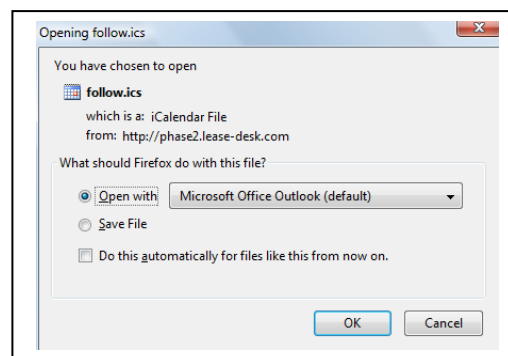 Opening follow.ics
You have chosen to open
follow.ics
which is a: iCalendar File
from: http://phase2.lease-desk.com
What should Firefox do with this file?
Open with Microsoft Office Outlook (default)
Save File
Do this automatically for files like this from now on.
OK Cancel